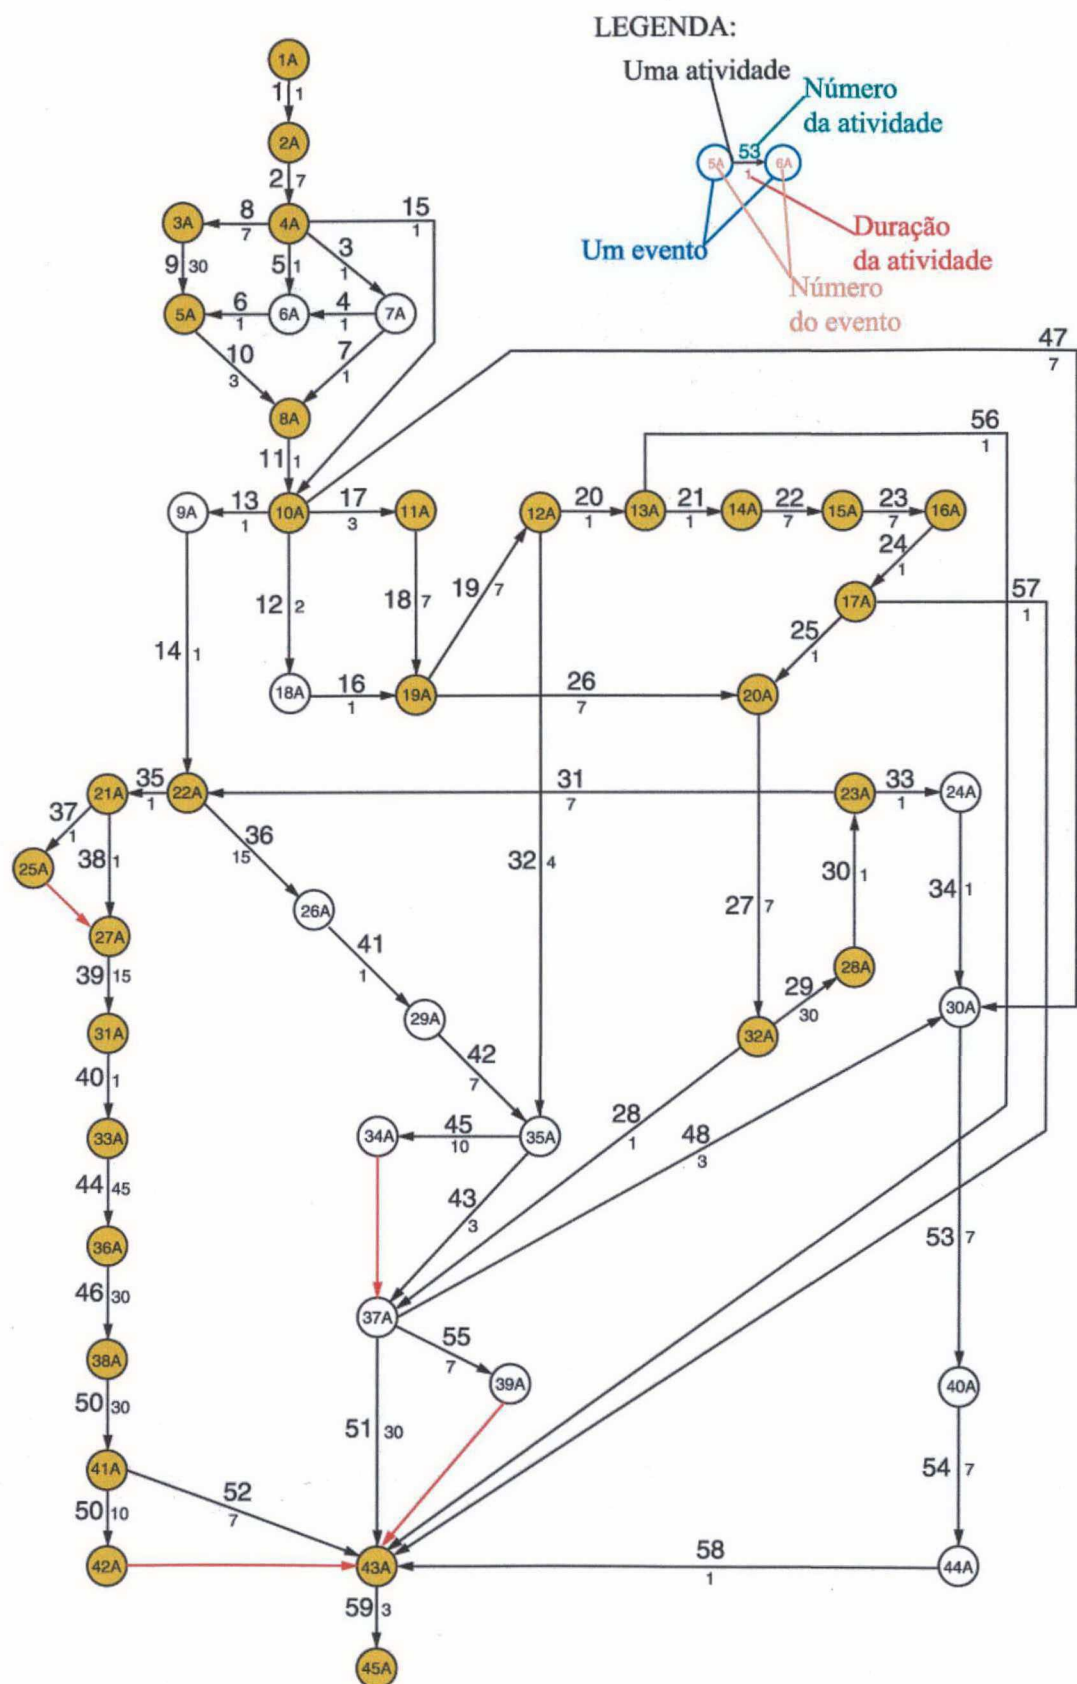 LEGENDA:
Uma atividade
Número
da atividade
53
5A
6A
1
Um evento
Duração
da atividade
Número
do evento
1A
1
1
2A
2
7
15
1
3A
8
7
4A
3
1
9
30
5
1
5A
6
1
6A
4
1
7A
10
3
7
1
47
7
8A
56
1
11
1
9A
13
1
10A
17
3
11A
12A
20
1
13A
21
1
14A
22
7
15A
23
7
16A
24
1
12
2
18
7
19
7
17A
57
1
14
1
25
1
18A
16
1
19A
26
7
20A
21A
35
1
22A
31
7
23A
33
1
24A
37
1
38
1
36
15
32
4
30
1
34
1
25A
26A
27
7
27A
41
1
28A
39
15
29
30
29A
30A
31A
32A
42
7
40
1
28
1
48
3
33A
34A
45
10
35A
44
45
43
3
53
7
36A
46
30
37A
55
7
38A
39A
40A
50
30
51
30
41A
52
7
54
7
50
10
42A
43A
58
1
44A
59
3
45A